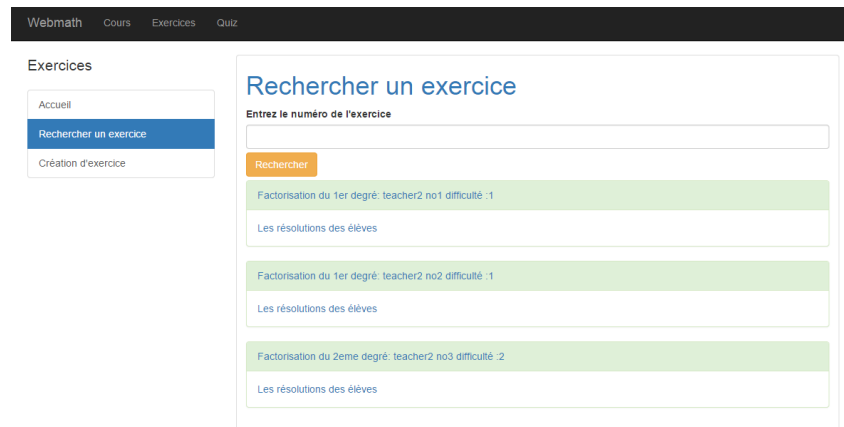 Webmath Cours Exercices Quiz
Exercices
Accueil
Rechercher un exercice
Création d'exercice
Rechercher un exercice
Entrez le numéro de l'exercice
Rechercher
Factorisation du 1er degré: teacher2 no1 difficulté :1
Les résolutions des élèves
Factorisation du 1er degré: teacher2 no2 difficulté :1
Les résolutions des élèves
Factorisation du 2eme degré: teacher2 no3 difficulté :2
Les résolutions des élèves